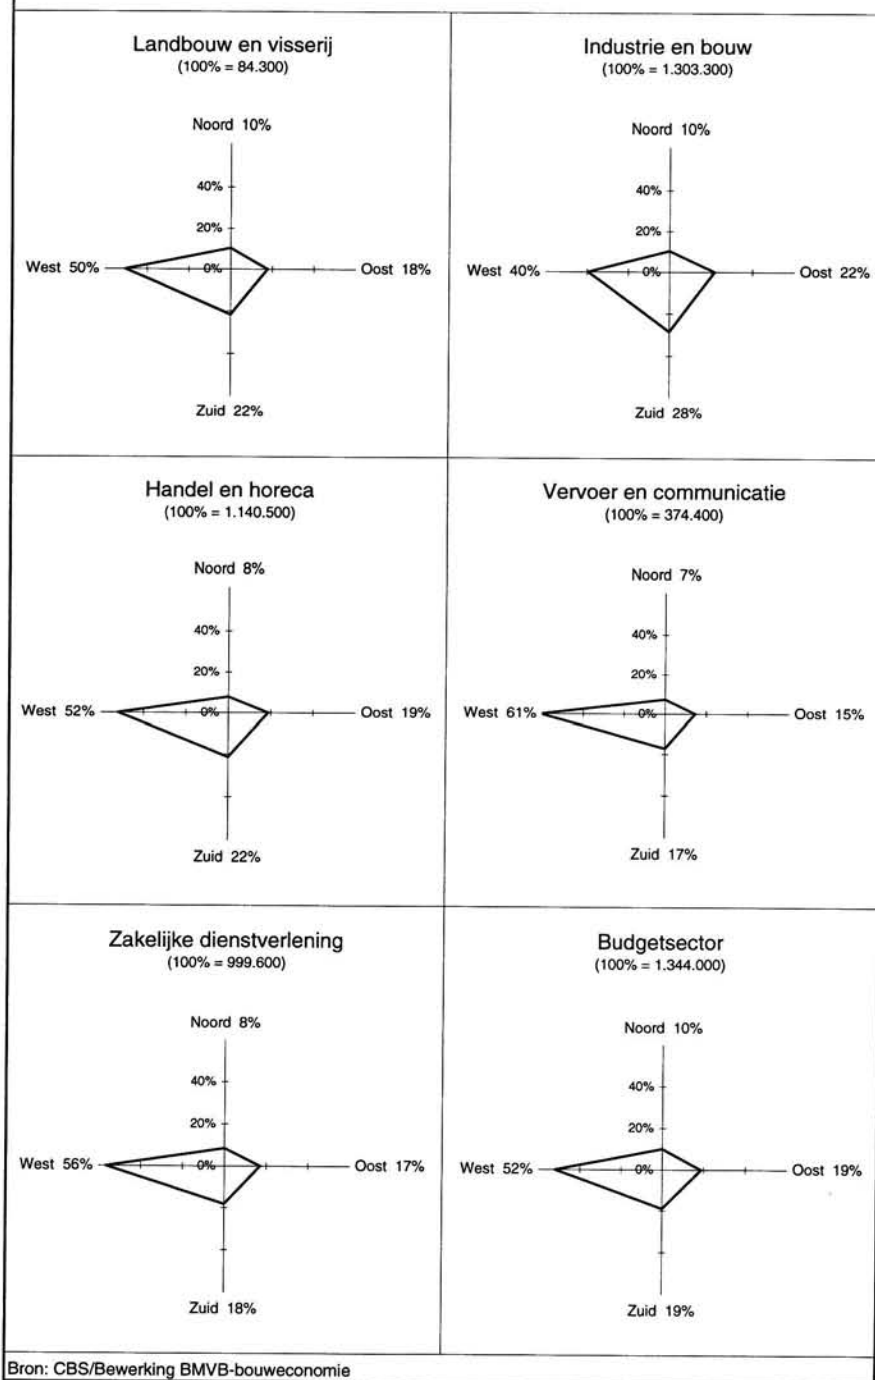 Landbouw en visserij
(100% = 84.300)
Noord 10%
40%
20%
West 50%
0%
Oost 18%
Zuid 22%
Industrie en bouw
(100% = 1.303.300)
Noord 10%
40%
20%
West 40%
0%
Oost 22%
Zuid 28%
Handel en horeca
(100% = 1.140.500)
Noord 8%
40%
20%
West 52%
0%
Oost 19%
Zuid 22%
Vervoer en communicatie
(100% = 374.400)
Noord 7%
40%
20%
West 61%
0%
Oost 15%
Zuid 17%
Zakelijke dienstverlening
(100% = 999.600)
Noord 8%
40%
20%
West 56%
0%
Oost 17%
Zuid 18%
Budgetsector
(100% = 1.344.000)
Noord 10%
40%
20%
West 52%
0%
Oost 19%
Zuid 19%
Bron: CBS/Bewerking BMVB-bouweconomie